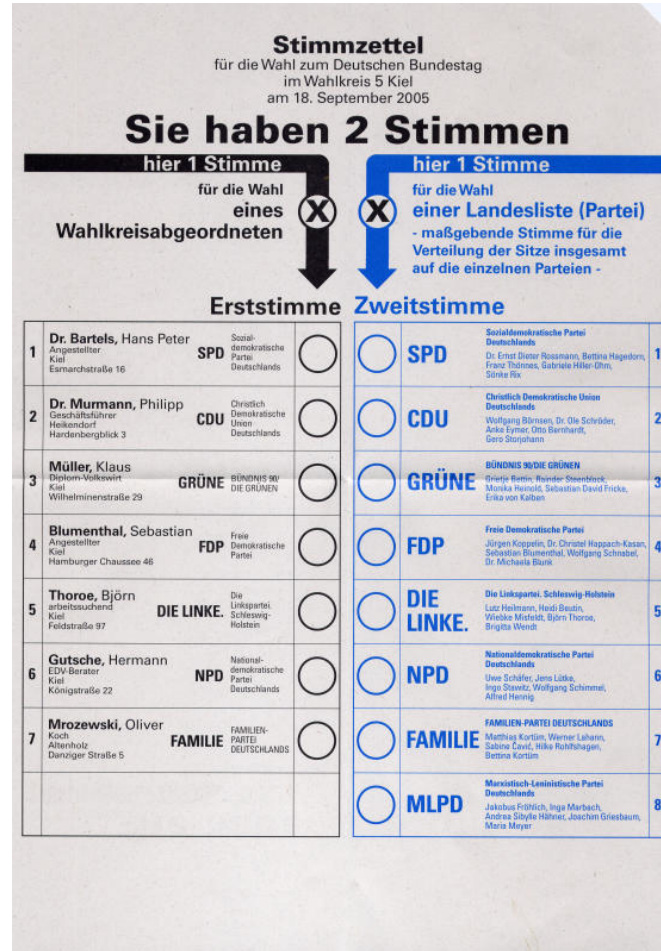 Stimmzettel
für die Wahl zum Deutschen Bundestag
im Wahlkreis 5 Kiel
am 18. September 2005
Sie haben 2 Stimmen
hier 1 Stimme
für die Wahl
eines
Wahlkreisabgeordneten
X
hier 1 Stimme
für die Wahl
einer Landesliste (Partei)
- maßgebende Stimme für die
Verteilung der Sitze insgesamt
auf die einzelnen Parteien -
X
Erststimme
1
Dr. Bartels, Hans Peter
Angestellter
Kiel
Esmarchstraße 16
SPD
Sozial-
demokratische
Partei
Deutschlands
2
Dr. Murmann, Philipp
Geschäftsführer
Heikendorf
Hardenbergblick 3
CDU
Christlich
Demokratische
Union
Deutschlands
3
Müller, Klaus
Diplom-Volkswirt
Kiel
Wilhelminenstraße 29
GRÜNE
BÜNDNIS 90/
DIE GRÜNEN
4
Blumenthal, Sebastian
Angestellter
Kiel
Hamburger Chaussee 46
FDP
Freie
Demokratische
Partei
5
Thoroe, Björn
arbeitssuchend
Kiel
Feldstraße 97
DIE LINKE.
Die
Linkspartei.
Schleswig-
Holstein
6
Gutsche, Hermann
EDV-Berater
Kiel
Königstraße 22
NPD
National-
demokratische
Partei
Deutschlands
7
Mrozewski, Oliver
Koch
Altenholz
Danziger Straße 5
FAMILIE
FAMILIEN-
PARTEI
DEUTSCHLANDS
Zweitstimme
SPD
Sozialdemokratische Partei
Deutschlands
Dr. Ernst Dieter Rossmann, Bettina Hagedorn,
Franz Thönnes, Gabriele Hiller-Ohm,
Sönke Rix
1
CDU
Christlich Demokratische Union
Deutschlands
Wolfgang Börnsen, Dr. Ole Schröder,
Anke Eymer, Otto Bernhardt,
Gero Storjohann
2
GRÜNE
BÜNDNIS 90/DIE GRÜNEN
Grietje Bettin, Rainder Steenblock,
Monika Heinold, Sebastian David Fricke,
Erika von Kalben
3
FDP
Freie Demokratische Partei
Jürgen Koppelin, Dr. Christel Happach-Kasan,
Sebastian Blumenthal, Wolfgang Schnabel,
Dr. Michaela Blunk
4
DIE
LINKE.
Die Linkspartei. Schleswig-Holstein
Lutz Heilmann, Heidi Beutin,
Wiebke Misfeldt, Björn Thoroe,
Brigitta Wendt
5
NPD
Nationaldemokratische Partei
Deutschlands
Uwe Schäfer, Jens Lütke,
Ingo Stawitz, Wolfgang Schimmel,
Alfred Hennig
6
FAMILIE
FAMILIEN-PARTEI DEUTSCHLANDS
Matthias Kortüm, Werner Lahann,
Sabine Čavić, Hilke Rohlfshagen,
Bettina Kortüm
7
MLPD
Marxistisch-Leninistische Partei
Deutschlands
Jakobus Fröhlich, Inga Marbach,
Andrea Sibylle Hähner, Joachim Griesbaum,
Maria Meyer
8